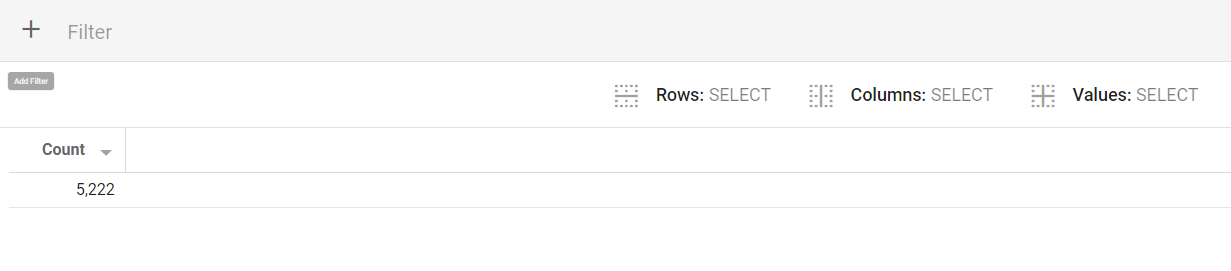 Filter
Add Filter
Rows: SELECT Columns: SELECT Values: SELECT
Count
5,222